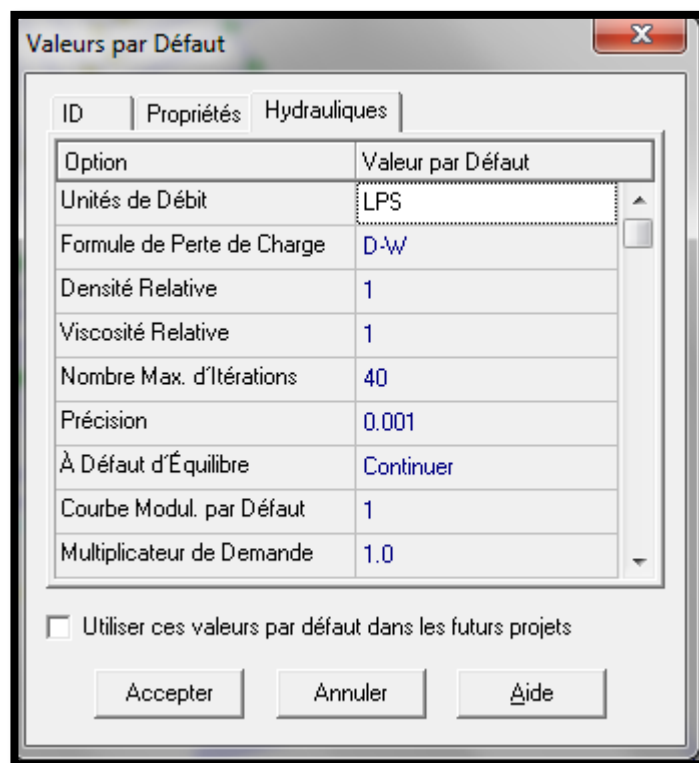 Valeurs par Défaut
ID Propriétés Hydrauliques
Option Valeur par Défaut
Unités de Débit LPS
Formule de Perte de Charge D-W
Densité Relative 1
Viscosité Relative 1
Nombre Max. d´Itérations 40
Précision 0.001
À Défaut d´Équilibre Continuer
Courbe Modul. par Défaut 1
Multiplicateur de Demande 1.0
Utiliser ces valeurs par défaut dans les futurs projets
Accepter Annuler Aide